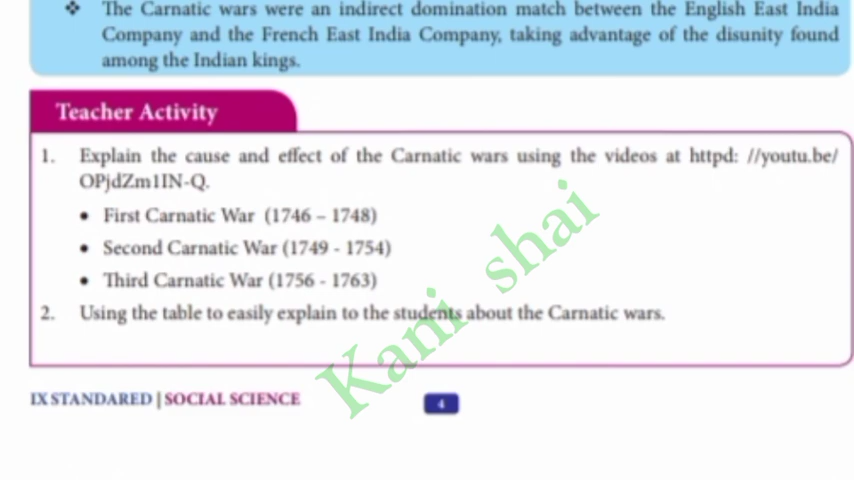 ❖ The Carnatic wars were an indirect domination match between the English East India
Company and the French East India Company, taking advantage of the disunity found
among the Indian kings.
Teacher Activity
1. Explain the cause and effect of the Carnatic wars using the videos at httpd: //youtu.be/
OPjdZm1IN-Q.
• First Carnatic War (1746 – 1748)
• Second Carnatic War (1749 - 1754)
• Third Carnatic War (1756 - 1763)
2. Using the table to easily explain to the students about the Carnatic wars.
Kani shai
IX STANDARED | SOCIAL SCIENCE
4